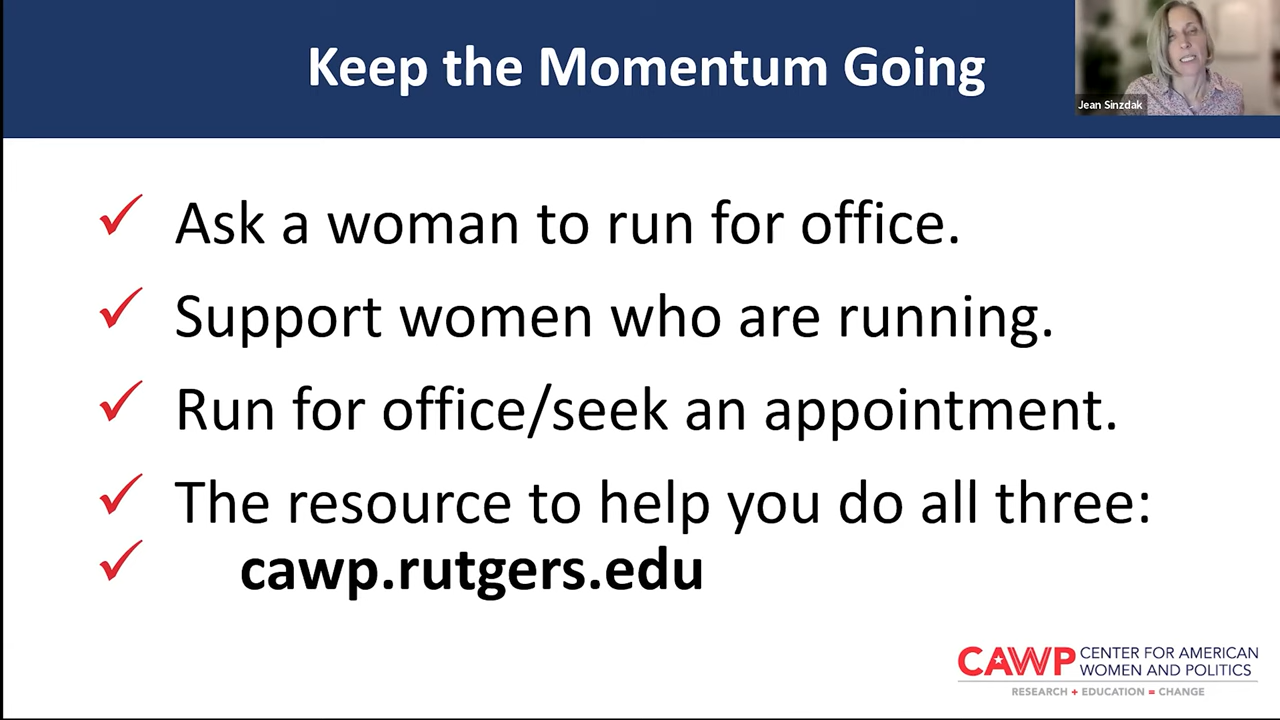 Keep the Momentum Going
Jean Sinzdak
Ask a woman to run for office.
Support women who are running.
Run for office/seek an appointment.
The resource to help you do all three:
cawp.rutgers.edu
CAWP CENTER FOR AMERICAN
WOMEN AND POLITICS
RESEARCH + EDUCATION = CHANGE